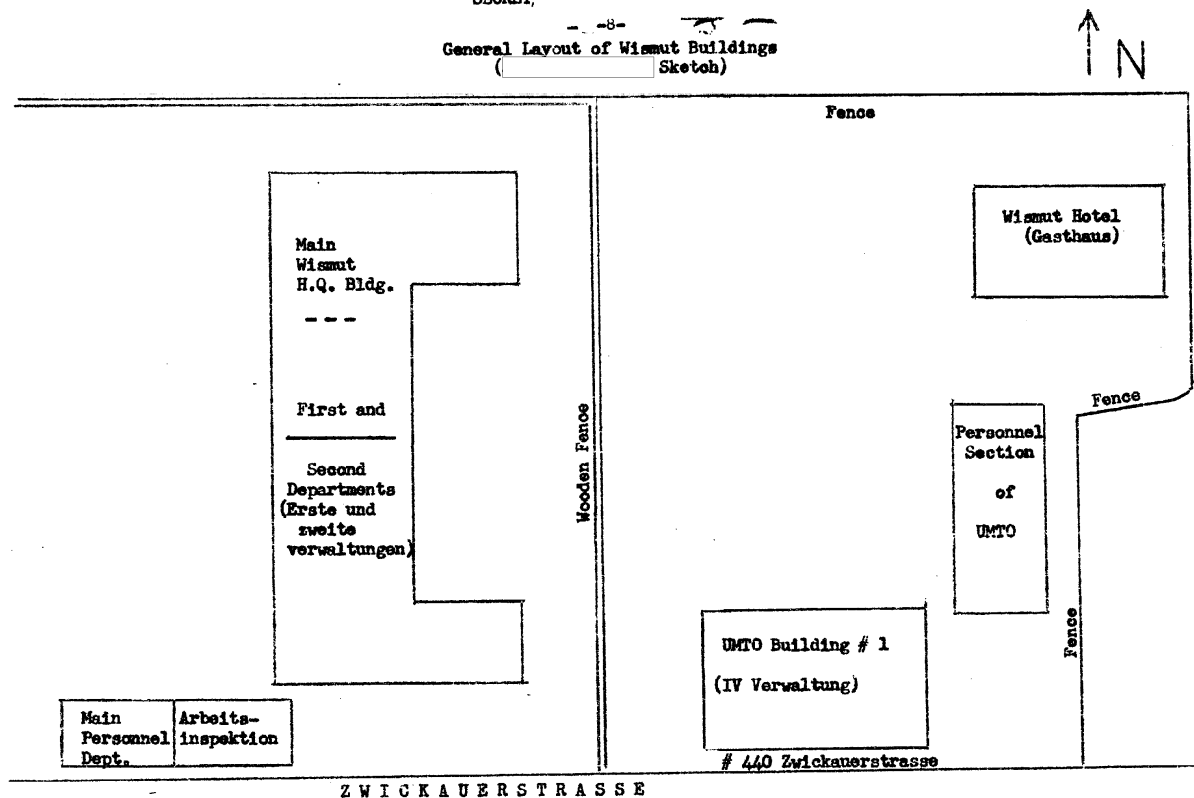 -8-
General Layout of Wismut Buildings
( Sketch)
N
Fence
Wismut Hotel
(Gasthaus)
Main
Wismut
H.Q. Bldg.
---
First and
Second
Departments
(Erste und
zweite
verwaltungen)
Wooden Fence
Fence
Personnel
Section
of
UMTO
Fence
UMTO Building # 1
(IV Verwaltung)
# 440 Zwickauerstrasse
Main
Personnel
Dept.
Arbeits-
inspektion
ZWICKAUERSTRASSE